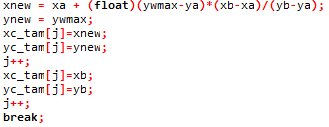 xnew = xa + (float)(ywmax-ya)*(xb-xa)/(yb-ya);
ynew = ywmax;
xc_tam[j]=xnew;
yc_tam[j]=ynew;
j++;
xc_tam[j]=xb;
yc_tam[j]=yb;
j++;
break;